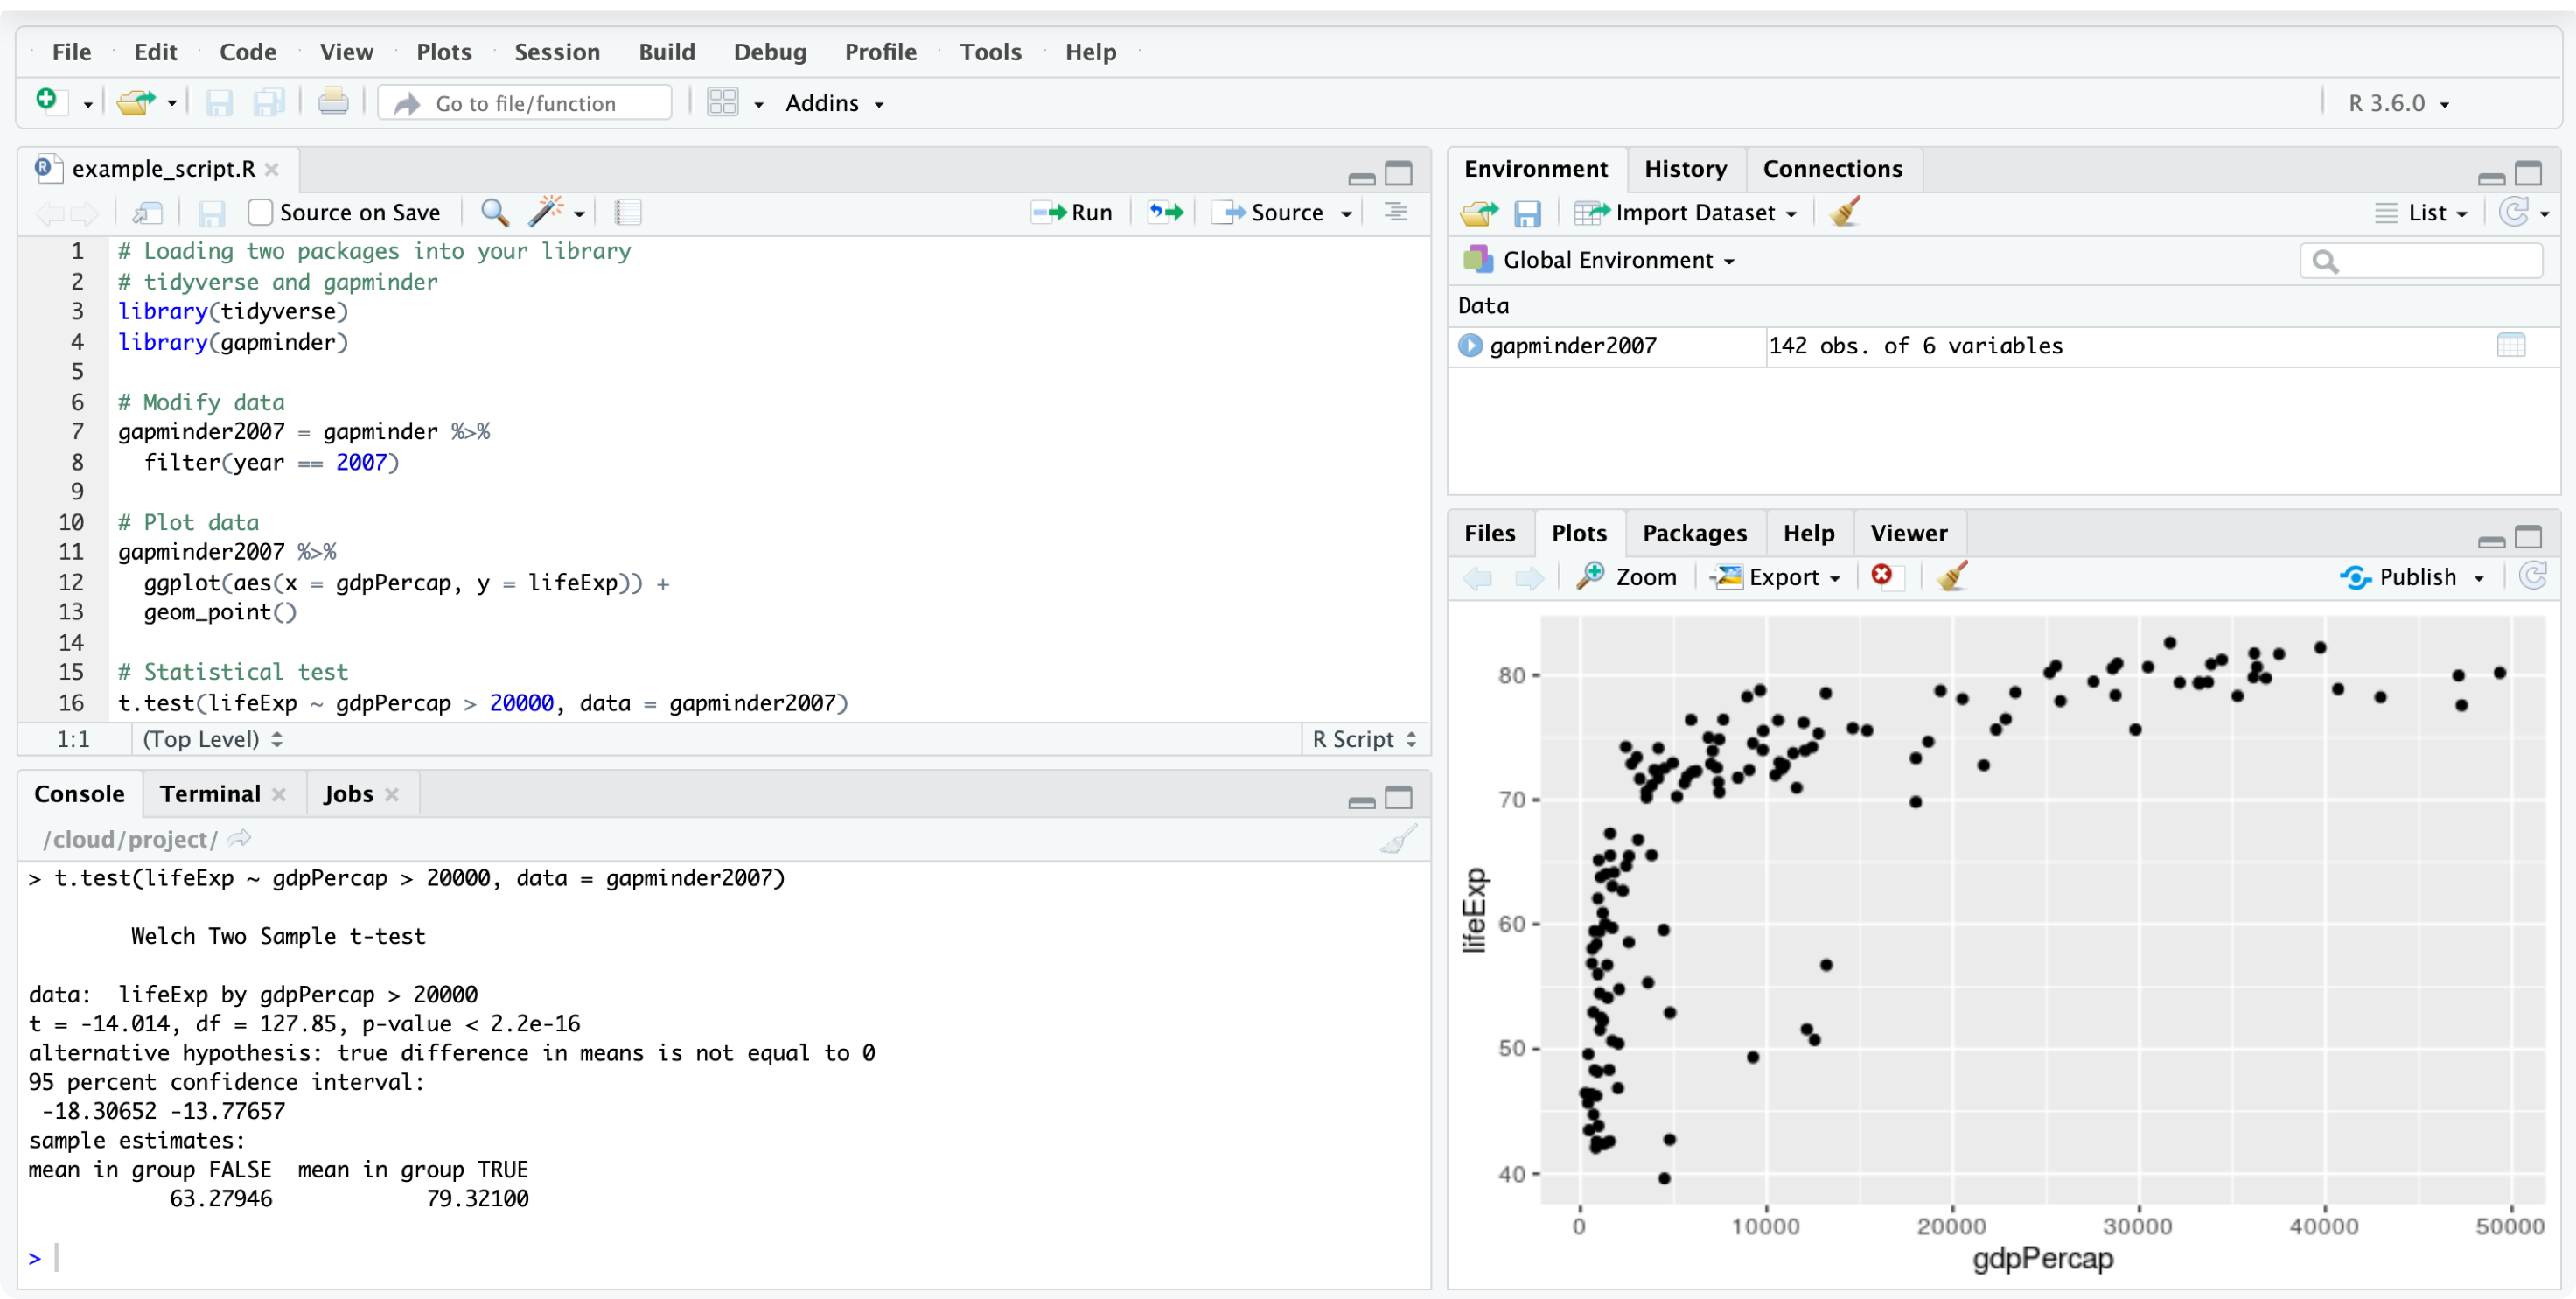 File Edit Code View Plots Session Build Debug Profile Tools Help
Go to file/function Addins R 3.6.0
example_script.R
Source on Save Run Source
1 # Loading two packages into your library
2 # tidyverse and gapminder
3 library(tidyverse)
4 library(gapminder)
5
6 # Modify data
7 gapminder2007 = gapminder %>%
8 filter(year == 2007)
9
10 # Plot data
11 gapminder2007 %>%
12 ggplot(aes(x = gdpPercap, y = lifeExp)) +
13 geom_point()
14
15 # Statistical test
16 t.test(lifeExp ~ gdpPercap > 20000, data = gapminder2007)
1:1 (Top Level) R Script
Console Terminal Jobs
/cloud/project/
> t.test(lifeExp ~ gdpPercap > 20000, data = gapminder2007)
Welch Two Sample t-test
data: lifeExp by gdpPercap > 20000
t = -14.014, df = 127.85, p-value < 2.2e-16
alternative hypothesis: true difference in means is not equal to 0
95 percent confidence interval:
-18.30652 -13.77657
sample estimates:
mean in group FALSE mean in group TRUE
63.27946 79.32100
>
Environment History Connections
Import Dataset List
Global Environment
Data
gapminder2007 142 obs. of 6 variables
Files Plots Packages Help Viewer
Zoom Export Publish
80
70
60
50
40
lifeExp
0 10000 20000 30000 40000 50000
gdpPercap